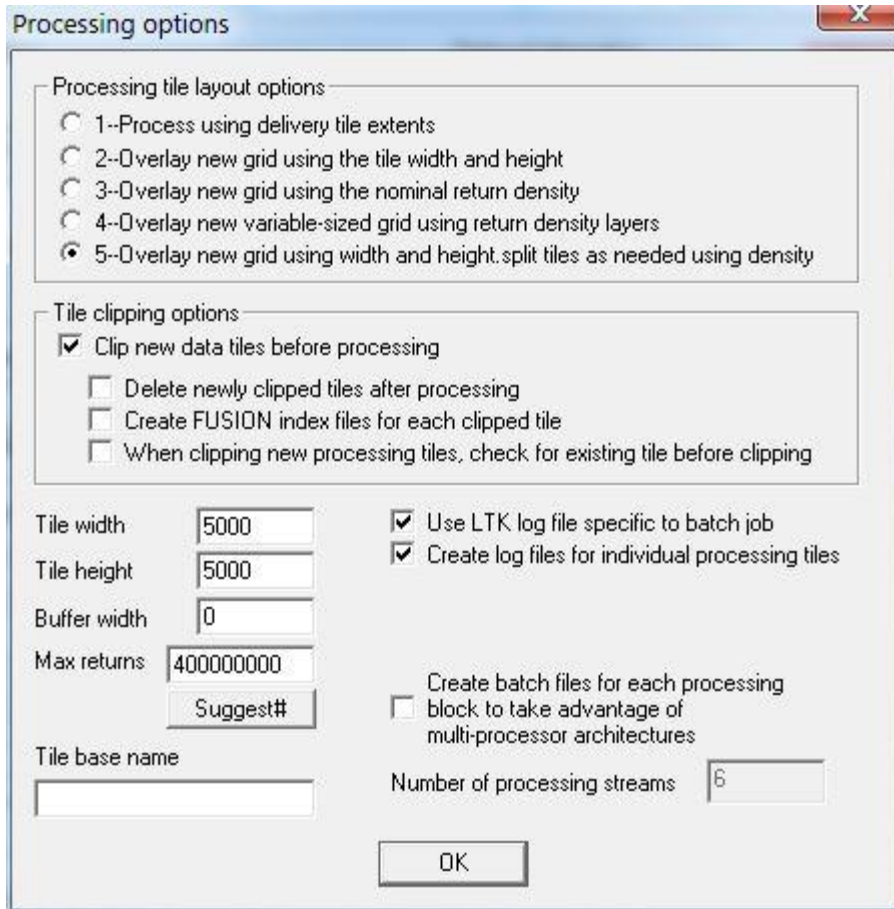 Processing options
Processing tile layout options
1--Process using delivery tile extents
2--Overlay new grid using the tile width and height
3--Overlay new grid using the nominal return density
4--Overlay new variable-sized grid using return density layers
5--Overlay new grid using width and height.split tiles as needed using density
Tile clipping options
Clip new data tiles before processing
Delete newly clipped tiles after processing
Create FUSION index files for each clipped tile
When clipping new processing tiles, check for existing tile before clipping
Tile width 5000
Tile height 5000
Buffer width 0
Max returns 400000000
Suggest#
Tile base name
Use LTK log file specific to batch job
Create log files for individual processing tiles
Create batch files for each processing
block to take advantage of
multi-processor architectures
Number of processing streams 6
OK